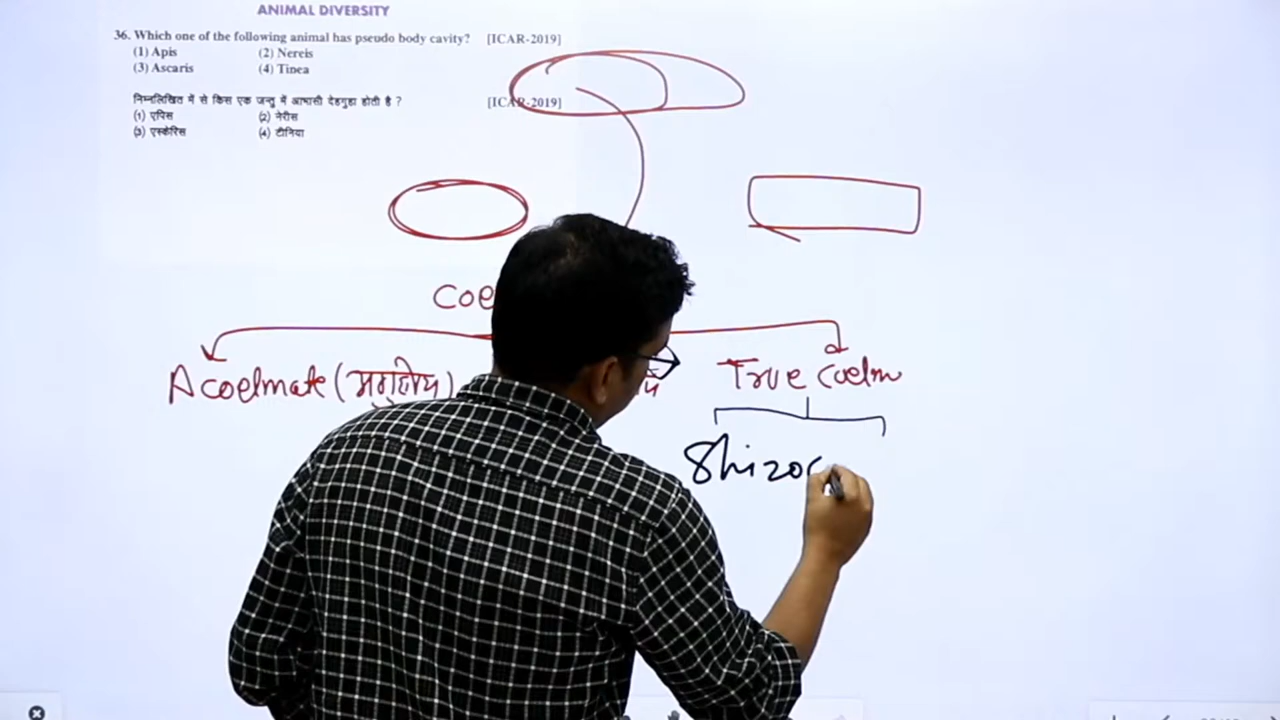 ANIMAL DIVERSITY
36. Which one of the following animal has pseudo body cavity? [ICAR-2019]
(1) Apis (2) Nereis
(3) Ascaris (4) Tinea
निम्नलिखित में से किस एक जन्तु में आभासी देहगुहा होती है ? [ICAR-2019]
(1) एपिस (2) नेरीस
(3) एस्केरिस (4) टीनिया
Coe
Acoelmate ( True Coelm
Shizoc